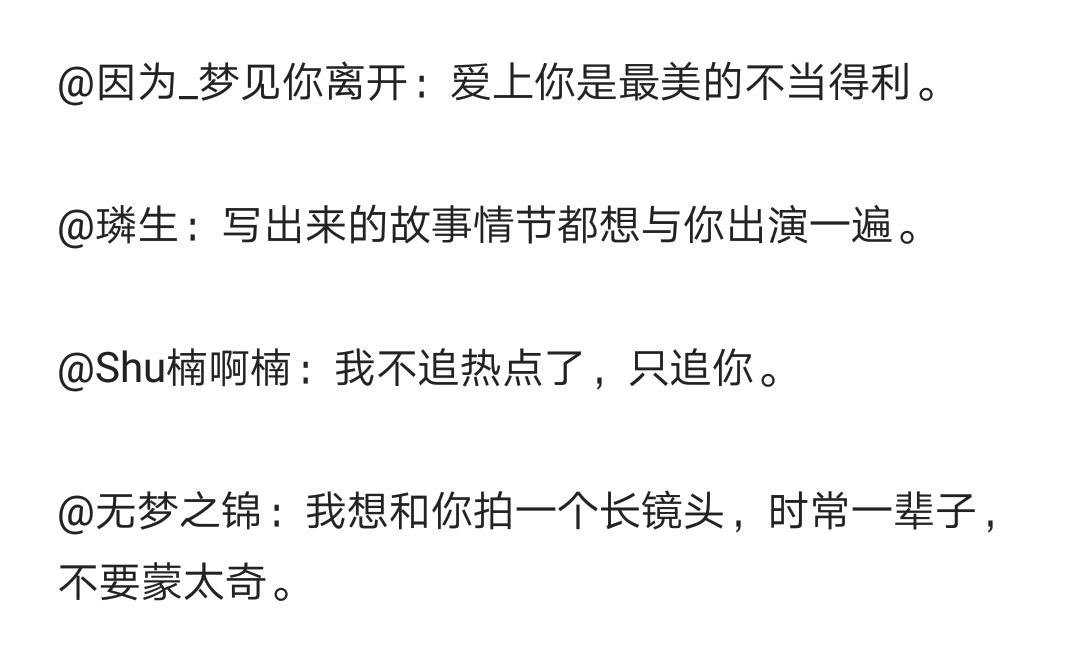 @因为_梦见你离开：爱上你是最美的不当得利。
@璘生：写出来的故事情节都想与你出演一遍。
@Shu楠啊楠：我不追热点了，只追你。
@无梦之锦：我想和你拍一个长镜头，时常一辈子，
不要蒙太奇。